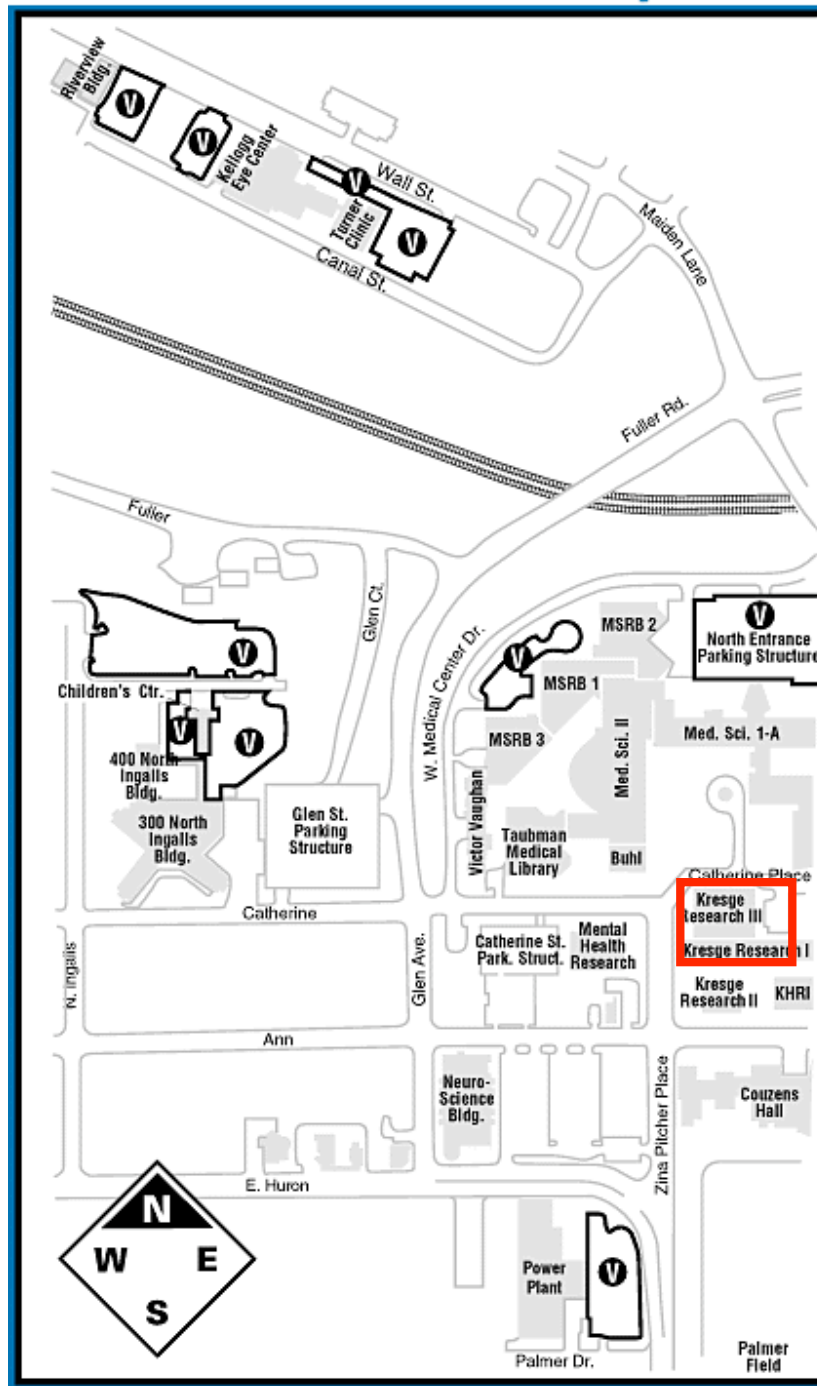 Riverview
Bldg.
V
V
Kellogg
Eye Center
V
Wall St.
Turner
Clinic
V
Canal St.
Maiden Lane
Fuller Rd.
Fuller
Glen Ct.
W. Medical Center Dr.
MSRB 2
V
North Entrance
Parking Structure
V
V
MSRB 1
Children's Ctr.
V
V
MSRB 3
Med. Sci. II
Med. Sci. 1-A
400 North
Ingalls
Bldg.
300 North
Ingalls
Bldg.
Glen St.
Parking
Structure
Victor Vaughan
Taubman
Medical
Library
Buhl
Catherine Place
Kresge
Research III
Catherine
Catherine St.
Park. Struct.
Mental
Health
Research
Kresge Research I
N. Ingalls
Glen Ave.
Kresge
Research II
KHRI
Ann
Neuro-
Science
Bldg.
Zina Pitcher Place
Couzens
Hall
E. Huron
N
W E
S
Power
Plant
V
Palmer Dr.
Palmer
Field